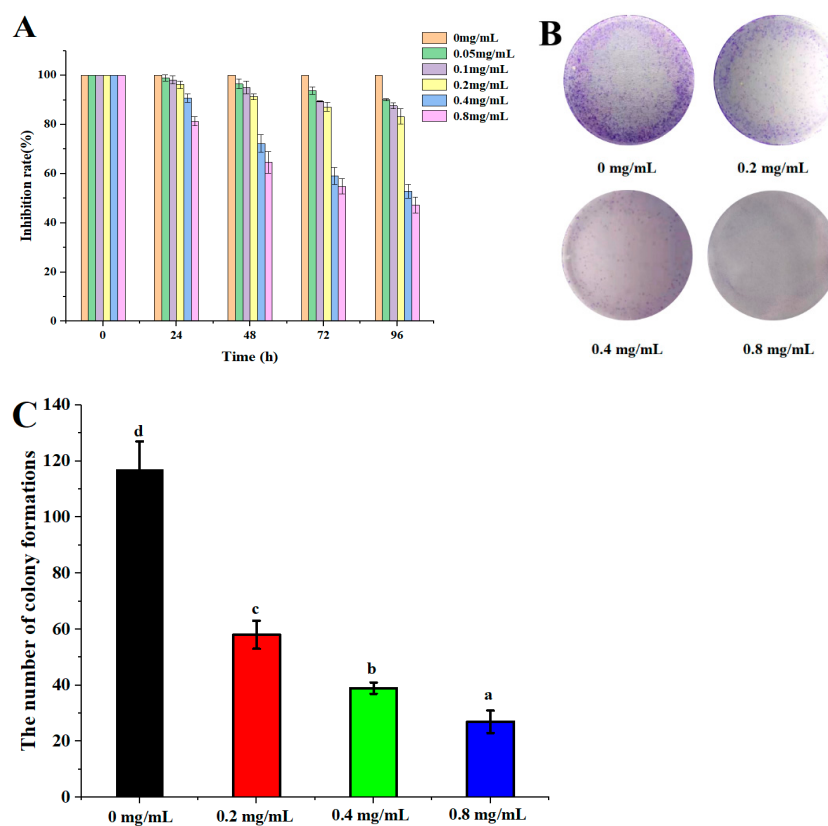 A
Inhibition rate(%)
100
80
60
40
20
0
0
24
48
72
96
Time (h)
0mg/mL
0.05mg/mL
0.1mg/mL
0.2mg/mL
0.4mg/mL
0.8mg/mL
B
0 mg/mL
0.2 mg/mL
0.4 mg/mL
0.8 mg/mL
C
The number of colony formations
140
120
100
80
60
40
20
0
d
c
b
a
0 mg/mL
0.2 mg/mL
0.4 mg/mL
0.8 mg/mL